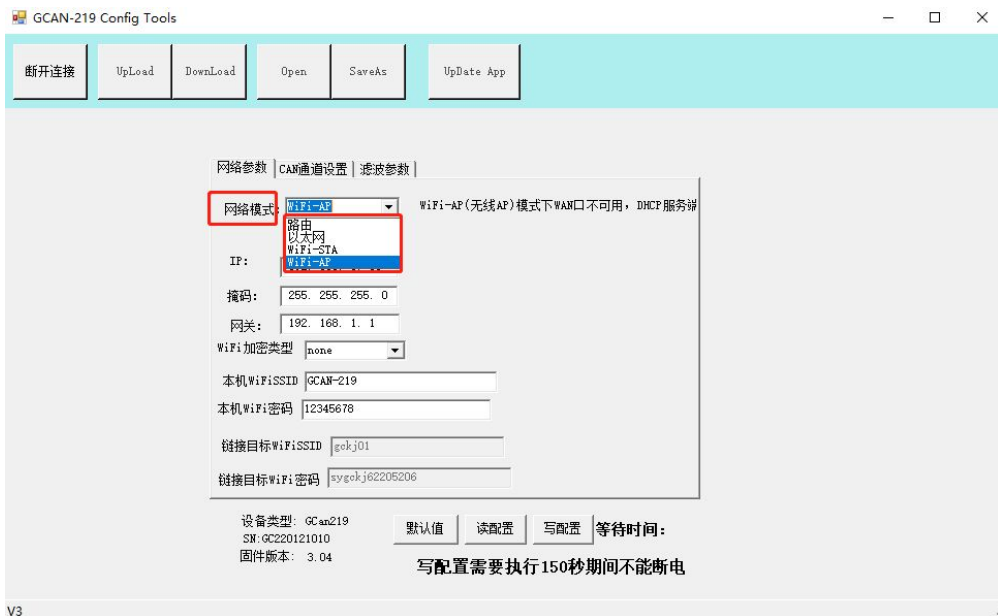 GCAN-219 Config Tools
断开连接 UpLoad DownLoad Open SaveAs UpDate App
网络参数 CAN通道设置 滤波参数
网络模式: WiFi-AP WiFi-AP(无线AP)模式下WAN口不可用，DHCP服务
路由
以太网
WiFi-STA
WiFi-AP
IP:
掩码: 255. 255. 255. 0
网关: 192. 168. 1. 1
WiFi加密类型 none
本机WiFiSSID GCAN-219
本机WiFi密码 12345678
链接目标WiFiSSID gckj01
链接目标WiFi密码 sygckj62205206
设备类型: GCan219
SN:GC220121010
固件版本: 3.04
默认值 读配置 写配置 等待时间:
写配置需要执行150秒期间不能断电
V3